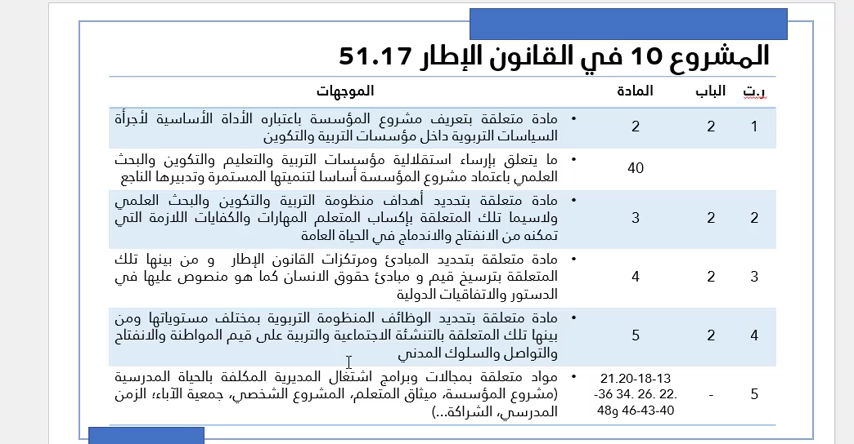 المشروع 10 في القانون الإطار 51.17
ر.ت الباب المادة الموجهات
1 2 2 • مادة متعلقة بتعريف مشروع المؤسسة باعتباره الأداة الأساسية لأجرأة
السياسات التربوية داخل مؤسسات التربية والتكوين
40 • ما يتعلق بإرساء استقلالية مؤسسات التربية والتعليم والتكوين والبحث
العلمي باعتماد مشروع المؤسسة أساسا لتنميتها المستمرة وتدبيرها الناجع
2 2 3 • مادة متعلقة بتحديد أهداف منظومة التربية والتكوين والبحث العلمي
ولاسيما تلك المتعلقة بإكساب المتعلم المهارات والكفايات اللازمة التي
تمكنه من الانفتاح والاندماج في الحياة العامة
3 2 4 • مادة متعلقة بتحديد المبادئ ومرتكزات القانون الإطار و من بينها تلك
المتعلقة بترسيخ قيم و مبادئ حقوق الانسان كما هو منصوص عليها في
الدستور والاتفاقيات الدولية
4 2 5 • مادة متعلقة بتحديد الوظائف المنظومة التربوية بمختلف مستوياتها ومن
بينها تلك المتعلقة بالتنشئة الاجتماعية والتربية على قيم المواطنة والانفتاح
والتواصل والسلوك المدني
5 - 21.20-18-13 • مواد متعلقة بمجالات وبرامج اشتغال المديرية المكلفة بالحياة المدرسية
-36 34. 26. 22. (مشروع المؤسسة، ميثاق المتعلم، المشروع الشخصي، جمعية الآباء، الزمن
46-43-40 و48 المدرسي، الشراكة...)